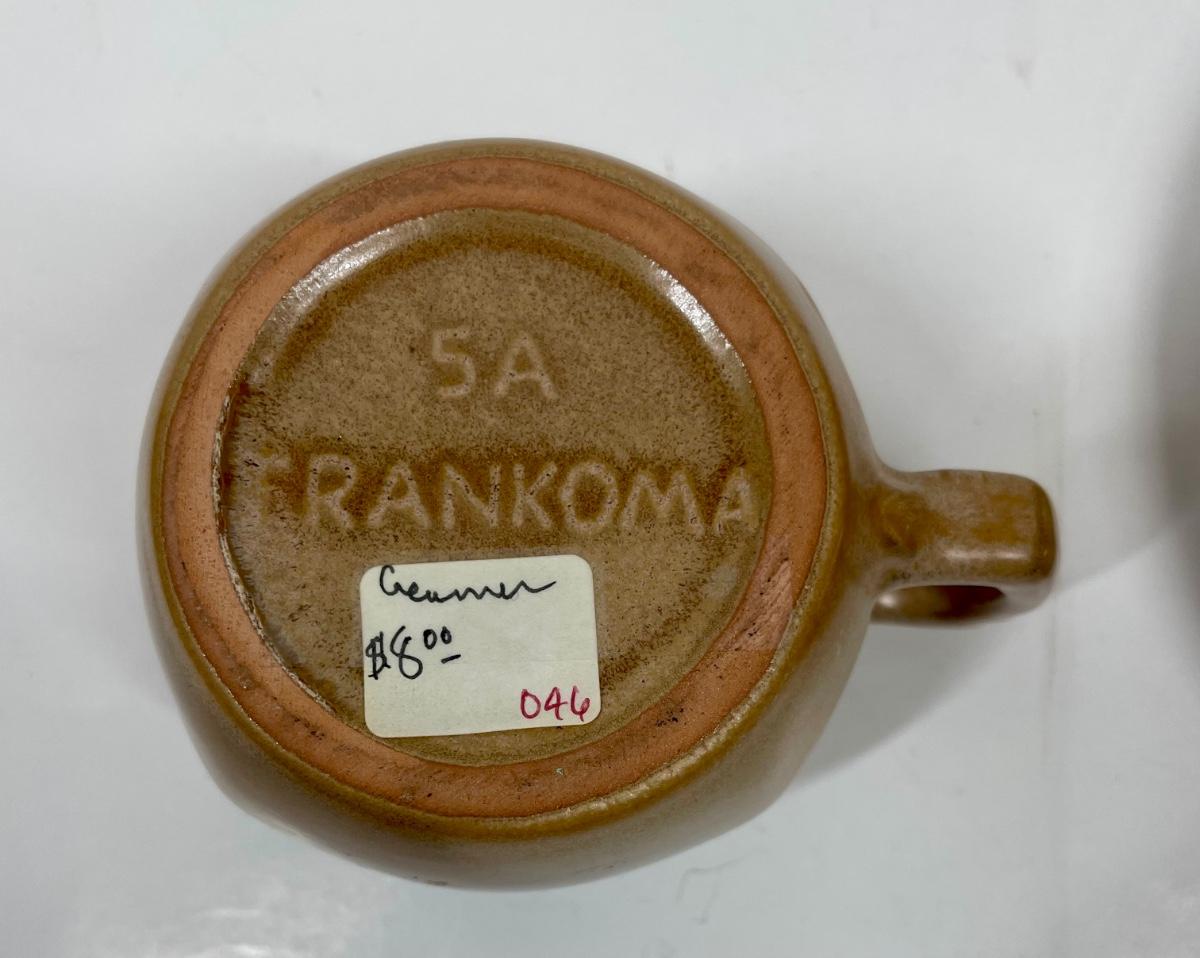 5A
FRANKOMA
Creamer
$8.00
046